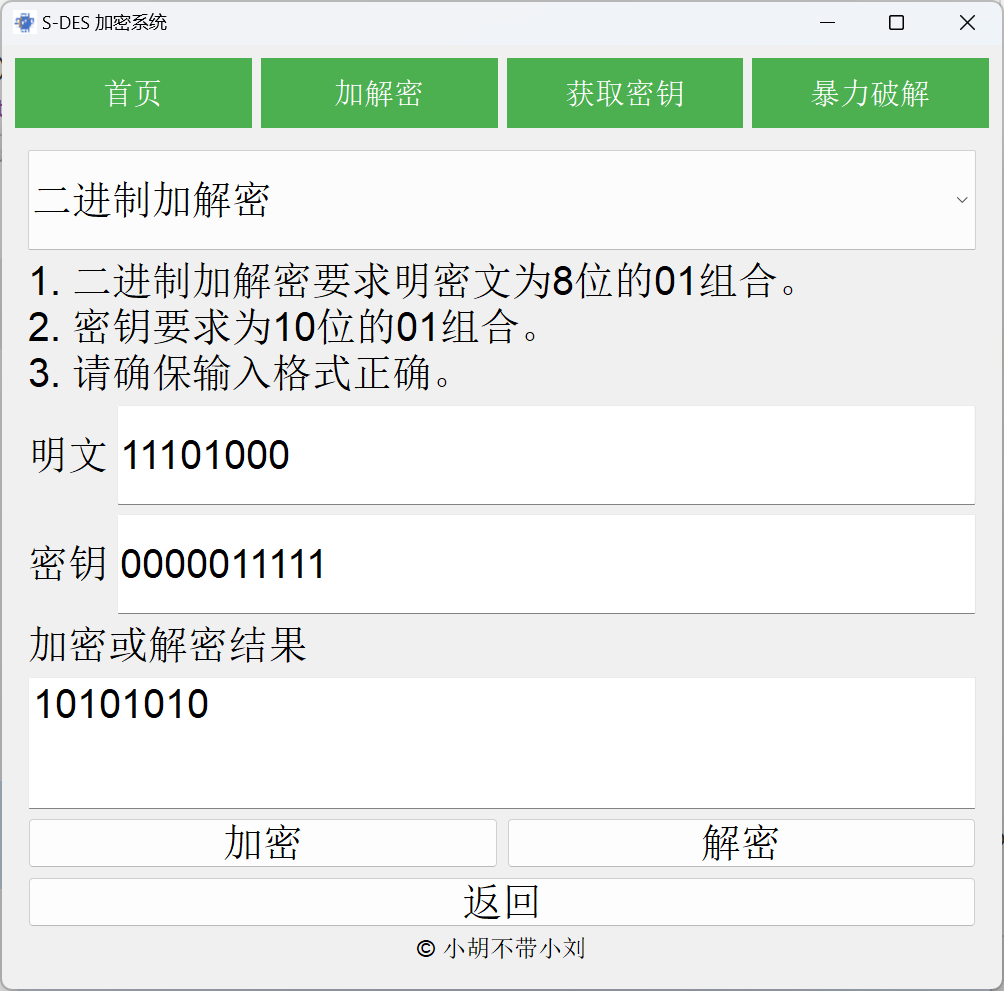 S-DES 加密系统
首页 加解密 获取密钥 暴力破解
二进制加解密
1. 二进制加解密要求明密文为8位的01组合。
2. 密钥要求为10位的01组合。
3. 请确保输入格式正确。
明文 11101000
密钥 0000011111
加密或解密结果
10101010
加密 解密
返回
© 小胡不带小刘